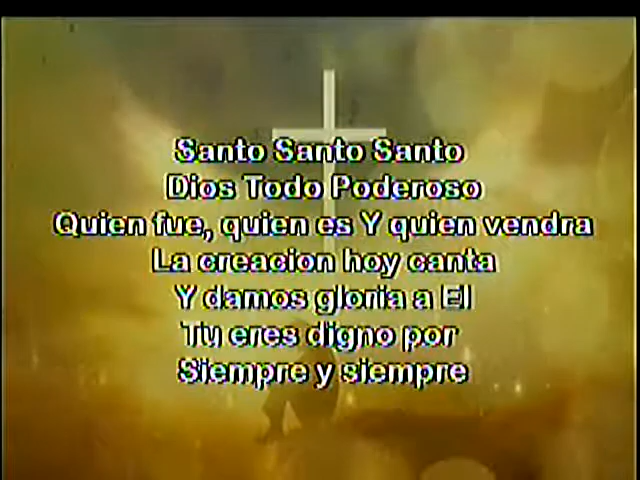 Santo Santo Santo
Dios Todo Poderoso
Quien fue, quien es Y quien vendra
La creacion hoy canta
Y damos gloria a El
Tu eres digno por
Siempre y siempre